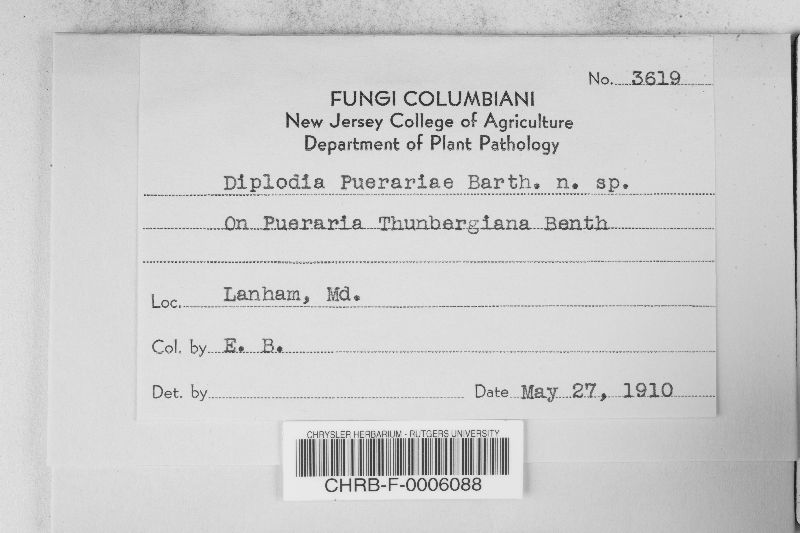 No. 3619
FUNGI COLUMBIANI
New Jersey College of Agriculture
Department of Plant Pathology
Diplodia Puerariae Barth. n. sp.
On Pueraria Thunbergiana Benth
Loc. Lanham, Md.
Col. by E. B.
Det. by Date May 27, 1910
CHRYSLER HERBARIUM - RUTGERS UNIVERSITY
CHRB-F-0006088